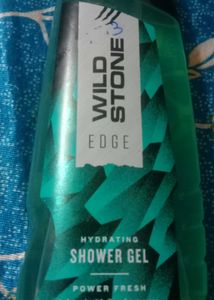 WILD
STONE
EDGE
HYDRATING
SHOWER GEL
POWER FRESH